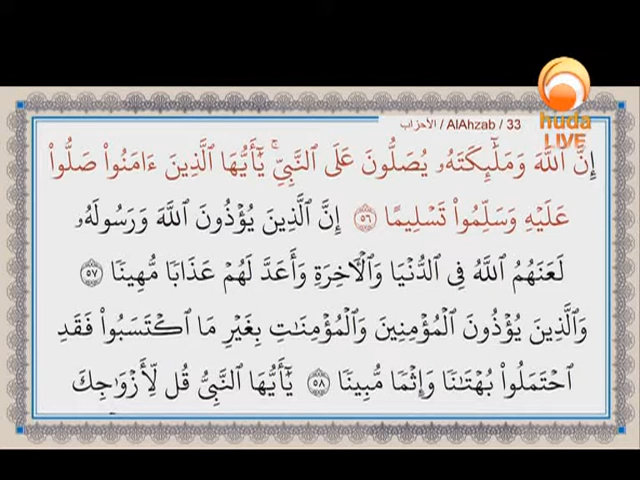 huda
LIVE
الأحزاب / AlAhzab / 33
إِنَّ ٱللَّهَ وَمَلَٰٓئِكَتَهُۥ يُصَلُّونَ عَلَى ٱلنَّبِيِّۚ يَٰٓأَيُّهَا ٱلَّذِينَ ءَامَنُوا۟ صَلُّوا۟
عَلَيْهِ وَسَلِّمُوا۟ تَسْلِيمًا ٥٦ إِنَّ ٱلَّذِينَ يُؤْذُونَ ٱللَّهَ وَرَسُولَهُۥ
لَعَنَهُمُ ٱللَّهُ فِى ٱلدُّنْيَا وَٱلْءَاخِرَةِ وَأَعَدَّ لَهُمْ عَذَابًا مُّهِينًا ٥٧
وَٱلَّذِينَ يُؤْذُونَ ٱلْمُؤْمِنِينَ وَٱلْمُؤْمِنَٰتِ بِغَيْرِ مَا ٱكْتَسَبُوا۟ فَقَدِ
ٱحْتَمَلُوا۟ بُهْتَٰنًا وَإِثْمًا مُّبِينًا ٥٨ يَٰٓأَيُّهَا ٱلنَّبِىُّ قُل لِّأَزْوَٰجِكَ